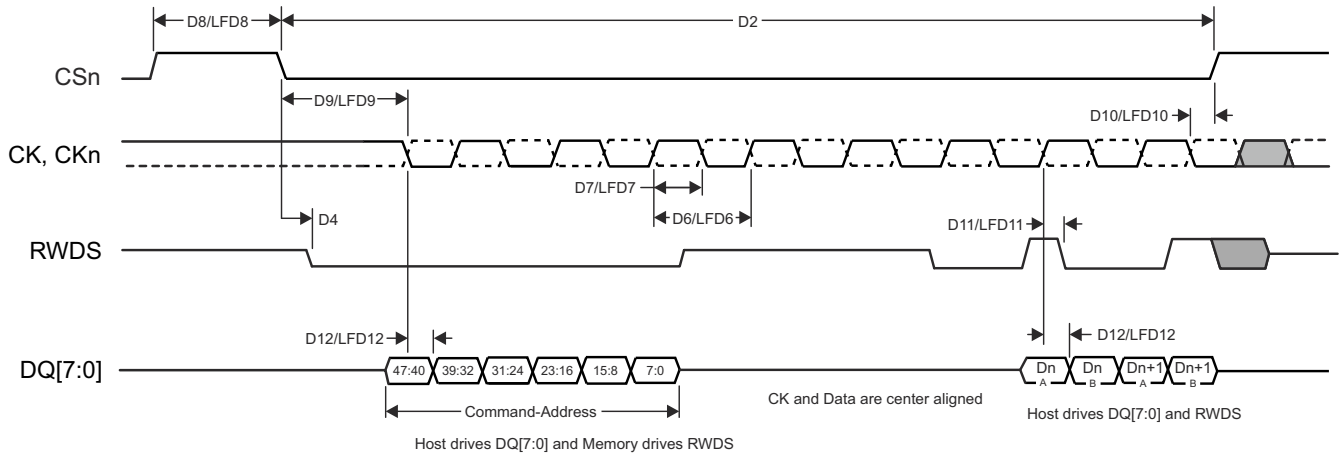 D8/LFD8
D2
CSn
D9/LFD9
D10/LFD10
CK, CKn
D7/LFD7
D4
D6/LFD6
D11/LFD11
RWDS
D12/LFD12
D12/LFD12
DQ[7:0]
47:40 39:32 31:24 23:16 15:8 7:0
Dn Dn Dn+1 Dn+1
A B A B
Command-Address
CK and Data are center aligned
Host drives DQ[7:0] and RWDS
Host drives DQ[7:0] and Memory drives RWDS